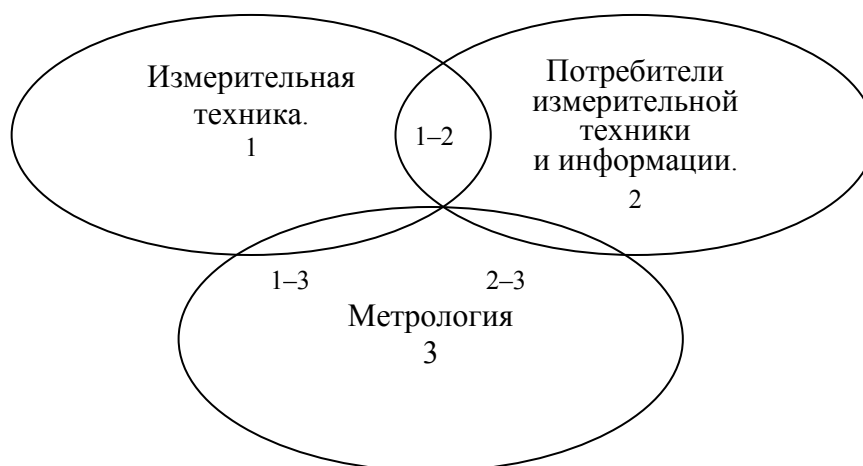 Измерительная
техника.
1
1–2
Потребители
измерительной
техники
и информации.
2
1–3
2–3
Метрология
3